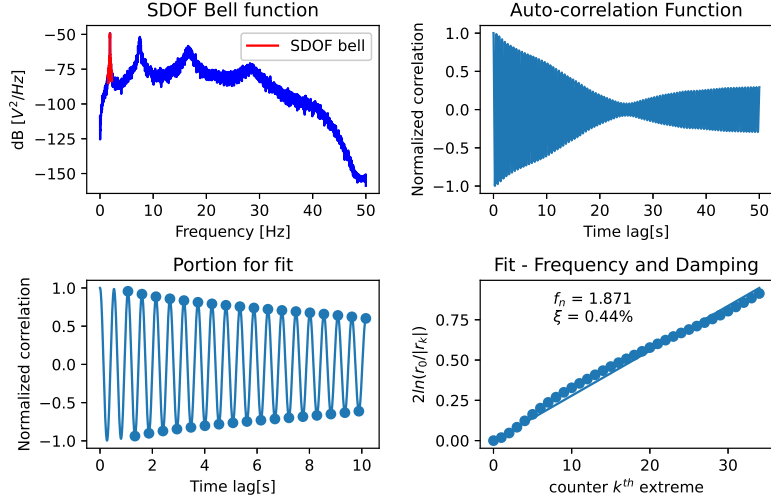 SDOF Bell function
dB [V²/Hz]
−50
−75
−100
−125
−150
SDOF bell
0 10 20 30 40 50
Frequency [Hz]
Auto-correlation Function
Normalized correlation
1.0
0.5
0.0
−0.5
−1.0
0 10 20 30 40 50
Time lag[s]
Portion for fit
Normalized correlation
1.0
0.5
0.0
−0.5
−1.0
0 2 4 6 8 10
Time lag[s]
Fit - Frequency and Damping
2ln(r₀/|rₖ|)
0.75
0.50
0.25
0.00
fₙ = 1.871
ξ = 0.44%
0 10 20 30
counter kᵗʰ extreme